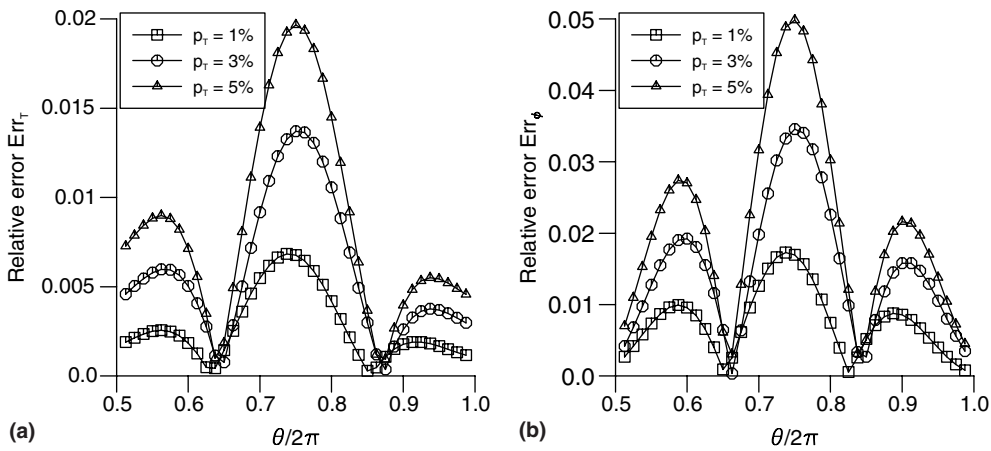 0.02
0.015
0.01
0.005
0.0
0.5 0.6 0.7 0.8 0.9 1.0
Relative error Err_T
θ/2π
p_T = 1%
p_T = 3%
p_T = 5%
(a)
0.05
0.04
0.03
0.02
0.01
0.0
0.5 0.6 0.7 0.8 0.9 1.0
Relative error Err_ϕ
θ/2π
p_T = 1%
p_T = 3%
p_T = 5%
(b)